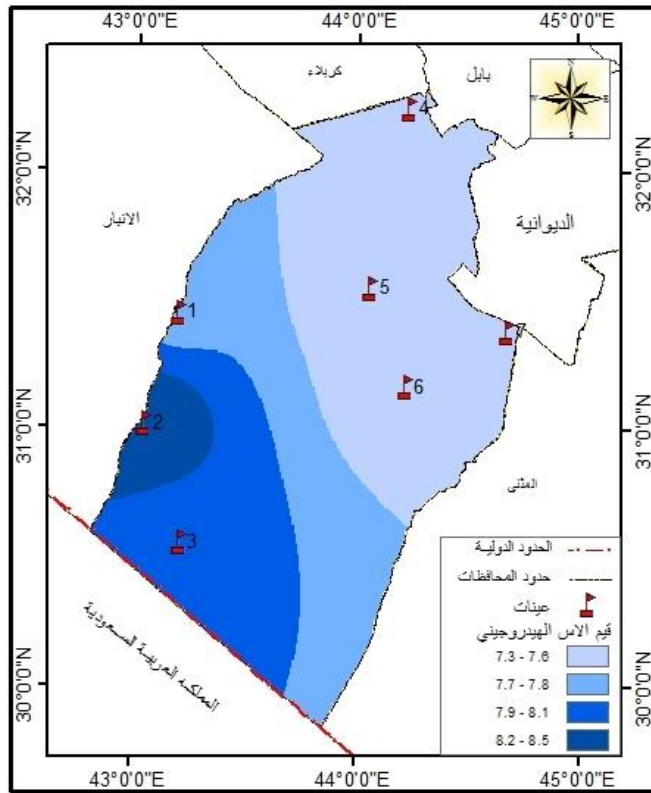 43°0'0"E 44°0'0"E 45°0'0"E
N
W E
S
كربلاء
بابل
4
32°0'0"N 32°0'0"N
الانبار
الديوانية
5
1
7
6
2
31°0'0"N 31°0'0"N
المثنى
3
الحدود الدولية
حدود المحافظات
عينات
قيم الاس الهيدروجيني
7.3 - 7.6
7.7 - 7.8
7.9 - 8.1
8.2 - 8.5
المملكه العربية السعودية
30°0'0"N 30°0'0"N
43°0'0"E 44°0'0"E 45°0'0"E